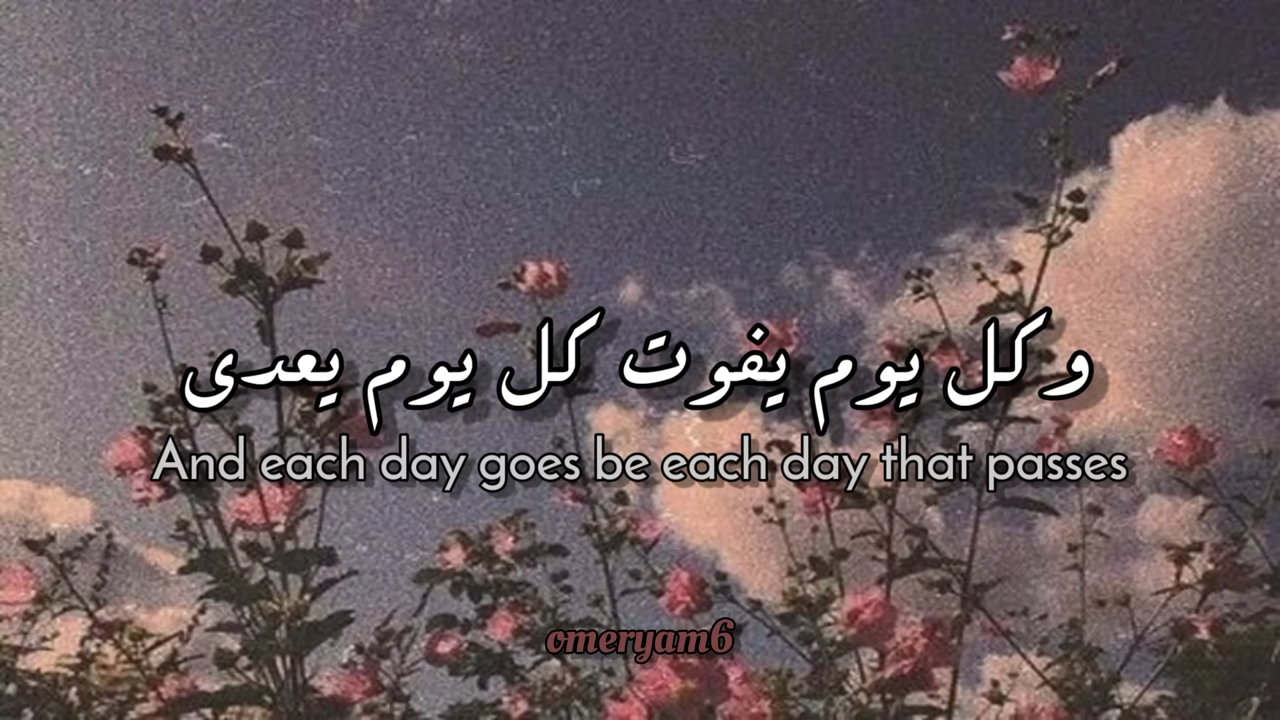 وكل يوم يفوت كل يوم يعدى
And each day goes be each day that passes
omeryam6